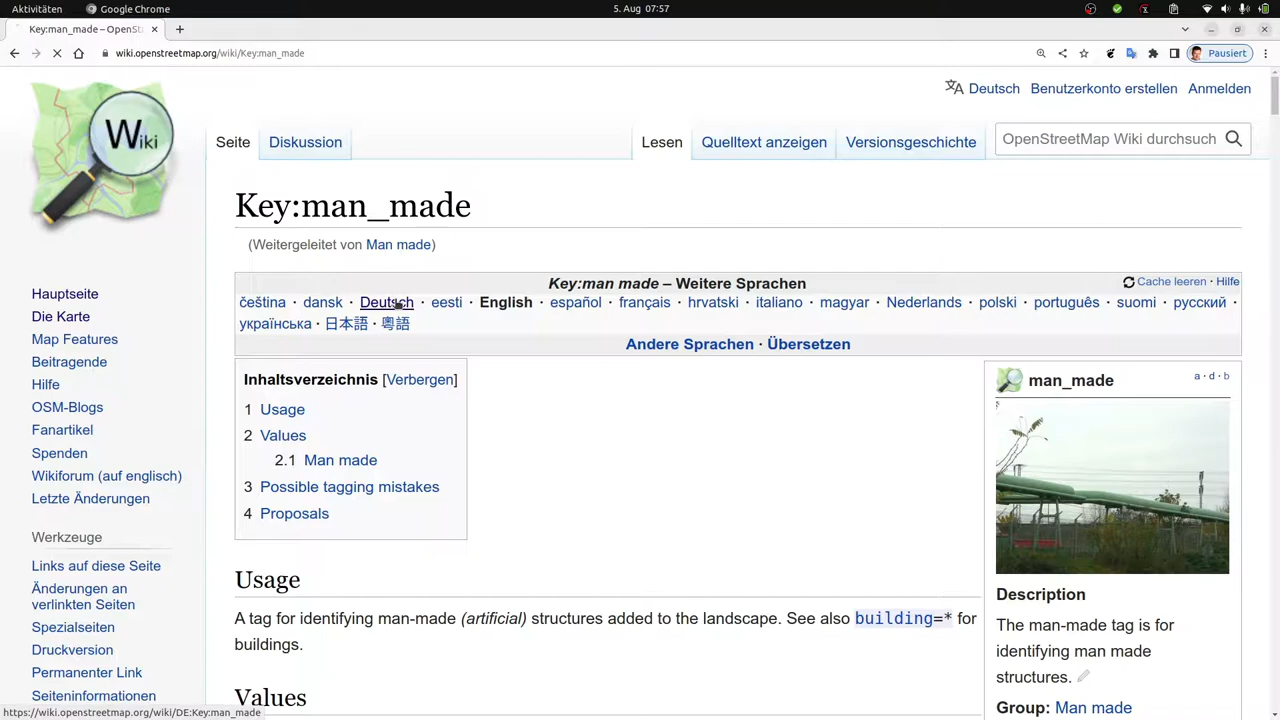 Aktivitäten Google Chrome 5. Aug 07:57
Key:man_made – OpenSt
wiki.openstreetmap.org/wiki/Key:man_made Pausiert
Wiki
Deutsch Benutzerkonto erstellen Anmelden
Seite Diskussion Lesen Quelltext anzeigen Versionsgeschichte OpenStreetMap Wiki durchsuch
Key:man_made
(Weitergeleitet von Man made)
Key:man made – Weitere Sprachen Cache leeren · Hilfe
čeština · dansk · Deutsch · eesti · English · español · français · hrvatski · italiano · magyar · Nederlands · polski · português · suomi · русский ·
українська · 日本語 · 粵語
Andere Sprachen · Übersetzen
Hauptseite
Die Karte
Map Features
Beitragende
Hilfe
OSM-Blogs
Fanartikel
Spenden
Wikiforum (auf englisch)
Letzte Änderungen
Werkzeuge
Links auf diese Seite
Änderungen an
verlinkten Seiten
Spezialseiten
Druckversion
Permanenter Link
Seiteninformationen
Inhaltsverzeichnis [Verbergen]
1 Usage
2 Values
2.1 Man made
3 Possible tagging mistakes
4 Proposals
Usage
A tag for identifying man-made (artificial) structures added to the landscape. See also building=* for
buildings.
Values
man_made a · d · b
Description
The man-made tag is for
identifying man made
structures.
Group: Man made
https://wiki.openstreetmap.org/wiki/DE:Key:man_made